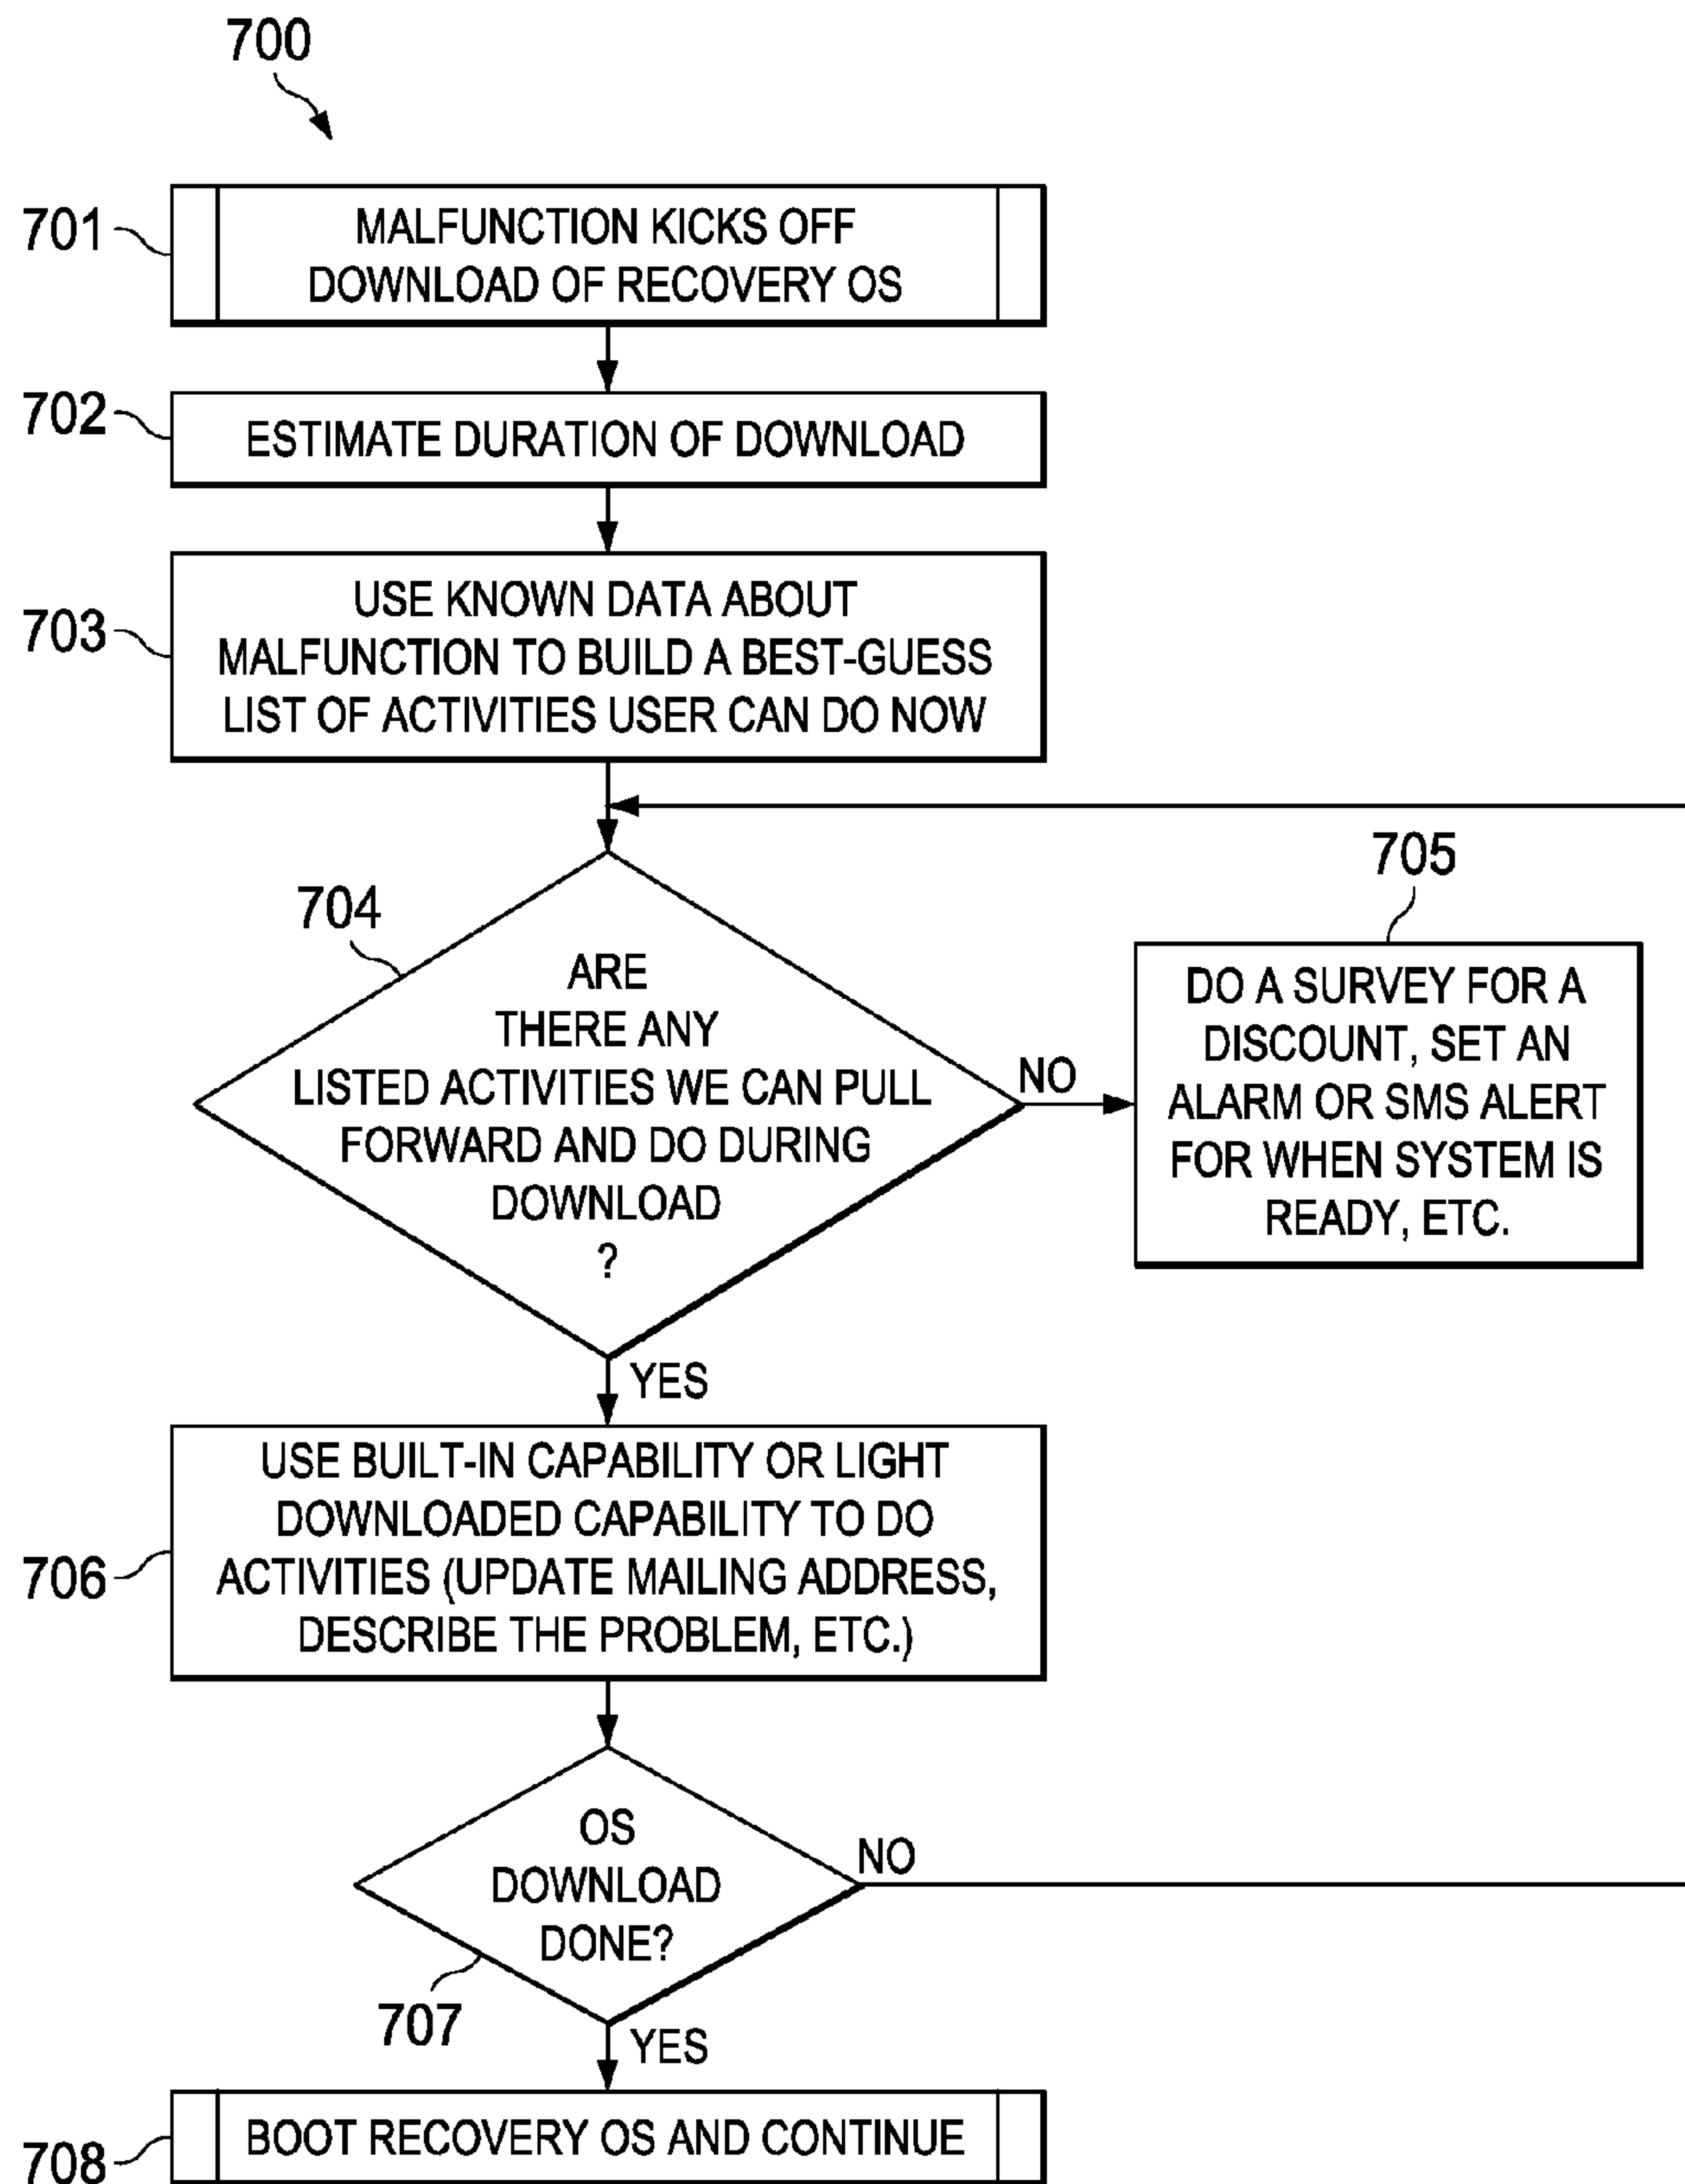 700
701
MALFUNCTION KICKS OFF
DOWNLOAD OF RECOVERY OS
702
ESTIMATE DURATION OF DOWNLOAD
703
USE KNOWN DATA ABOUT
MALFUNCTION TO BUILD A BEST-GUESS
LIST OF ACTIVITIES USER CAN DO NOW
704
ARE
THERE ANY
LISTED ACTIVITIES WE CAN PULL
FORWARD AND DO DURING
DOWNLOAD
?
NO
705
DO A SURVEY FOR A
DISCOUNT, SET AN
ALARM OR SMS ALERT
FOR WHEN SYSTEM IS
READY, ETC.
YES
706
USE BUILT-IN CAPABILITY OR LIGHT
DOWNLOADED CAPABILITY TO DO
ACTIVITIES (UPDATE MAILING ADDRESS,
DESCRIBE THE PROBLEM, ETC.)
OS
DOWNLOAD
DONE?
NO
707
YES
708
BOOT RECOVERY OS AND CONTINUE